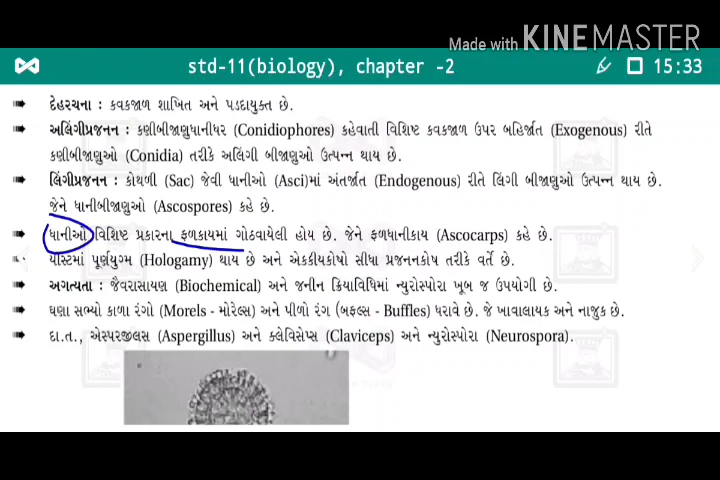 Made with KINEMASTER
std-11(biology), chapter -2
15:33
દેહરચના : કવકજાળ શાખિત અને પડદાયુક્ત છે.
અલિંગીપ્રજનન : કણીબીજાણુધાનીધર (Conidiophores) કહેવાતી વિશિષ્ટ કવકજાળ ઉપર બહિર્જાત (Exogenous) રીતે
કણીબીજાણુઓ (Conidia) તરીકે અલિંગી બીજાણુઓ ઉત્પન્ન થાય છે.
લિંગીપ્રજનન : કોથળી (Sac) જેવી ધાનીઓ (Asci)માં અંતર્જાત (Endogenous) રીતે લિંગી બીજાણુઓ ઉત્પન્ન થાય છે.
જેને ધાનીબીજાણુઓ (Ascospores) કહે છે.
ધાનીઓ વિશિષ્ટ પ્રકારના ફળકાયમાં ગોઠવાયેલી હોય છે. જેને ફળધાનીકાય (Ascocarps) કહે છે.
યીસ્ટમાં પૂર્ણયુગ્મ (Hologamy) થાય છે અને એકકીયકોષો સીધા પ્રજનનકોષ તરીકે વર્તે છે.
અગત્યતા : જૈવરાસાયણ (Biochemical) અને જનીન ક્રિયાવિધિમાં ન્યુરોસ્પોરા ખૂબ જ ઉપયોગી છે.
ઘણા સભ્યો કાળા રંગો (Morels - મોરેલ્સ) અને પીળો રંગ (બફલ્સ - Buffles) ધરાવે છે. જે ખાવાલાયક અને નાજુક છે.
દા.ત., એસ્પરજીલસ (Aspergillus) અને ક્લેવિસેપ્સ (Claviceps) અને ન્યુરોસ્પોરા (Neurospora).